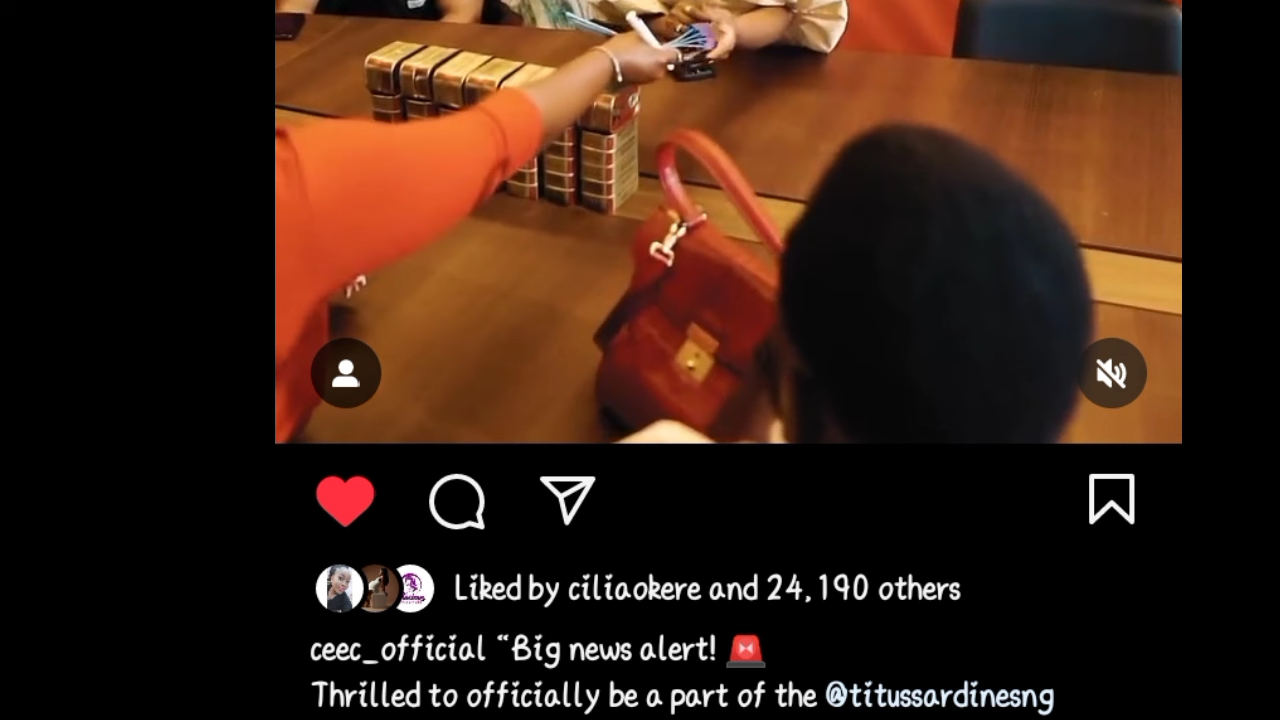 Liked by ciliaokere and 24,190 others
ceec_official “Big news alert! 🚨
Thrilled to officially be a part of the @titussardinesng